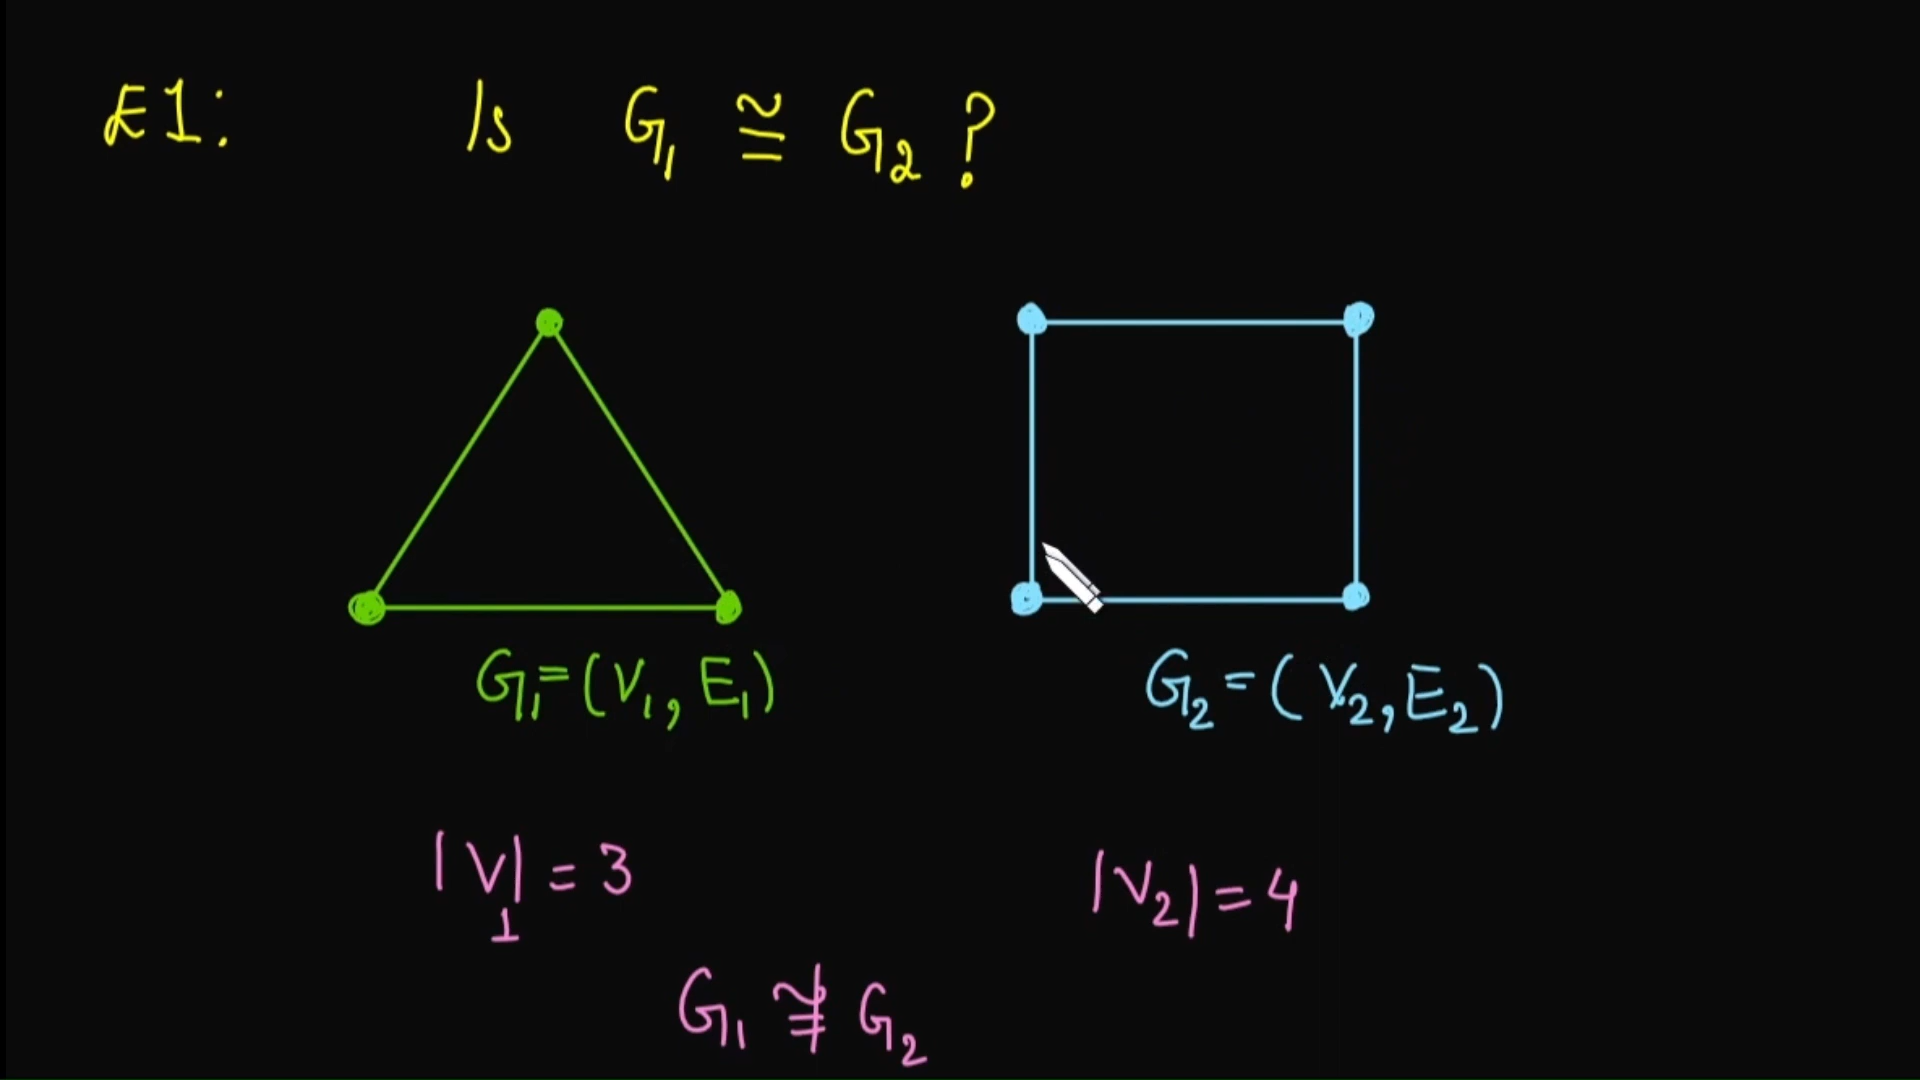 E1: Is G₁ ≅ G₂ ?
G₁ = (V₁, E₁) G₂ = (V₂, E₂)
|V₁| = 3 |V₂| = 4
G₁ ≇ G₂